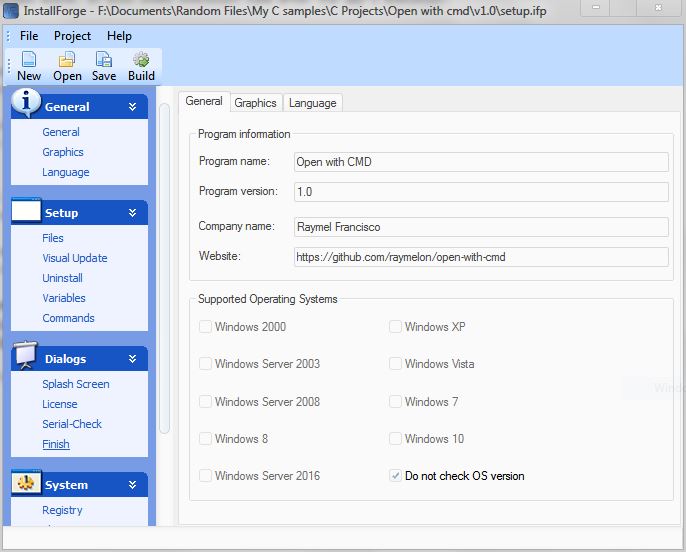 InstallForge - F:\Documents\Random Files\My C samples\C Projects\Open with cmd\v1.0\setup.ifp
File Project Help
New Open Save Build
General
General
Graphics
Language
Setup
Files
Visual Update
Uninstall
Variables
Commands
Dialogs
Splash Screen
License
Serial-Check
Finish
System
Registry
General Graphics Language
Program information
Program name: Open with CMD
Program version: 1.0
Company name: Raymel Francisco
Website: https://github.com/raymelon/open-with-cmd
Supported Operating Systems
Windows 2000 Windows XP
Windows Server 2003 Windows Vista
Windows Server 2008 Windows 7
Windows 8 Windows 10
Windows Server 2016 Do not check OS version